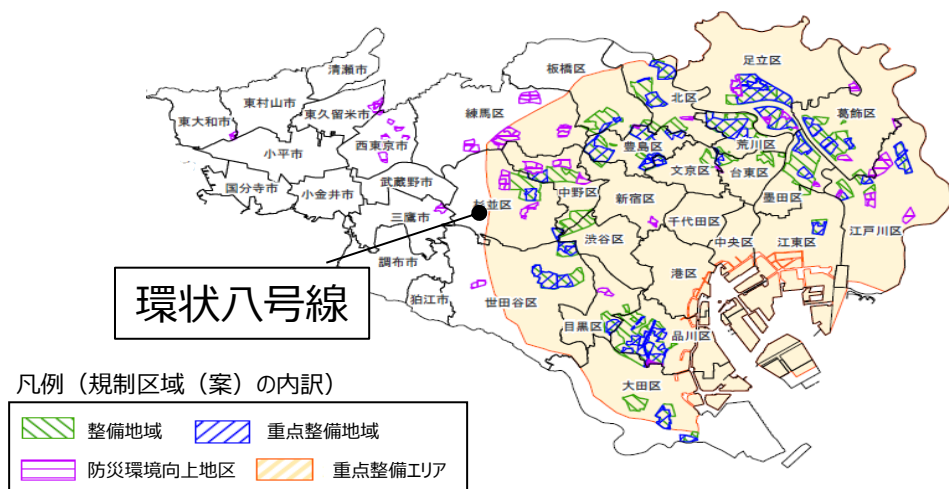 清瀬市
板橋区
足立区
東村山市
東久留米市
練馬区
北区
葛飾区
東大和市
西東京市
小平市
豊島区
荒川区
文京区
台東区
国分寺市
小金井市
武蔵野市
中野区
新宿区
墨田区
杉並区
三鷹市
千代田区
渋谷区
中央区
江東区
江戸川区
調布市
港区
環状八号線
狛江市
世田谷区
目黒区
品川区
大田区
凡例（規制区域（案）の内訳）
整備地域
重点整備地域
防災環境向上地区
重点整備エリア